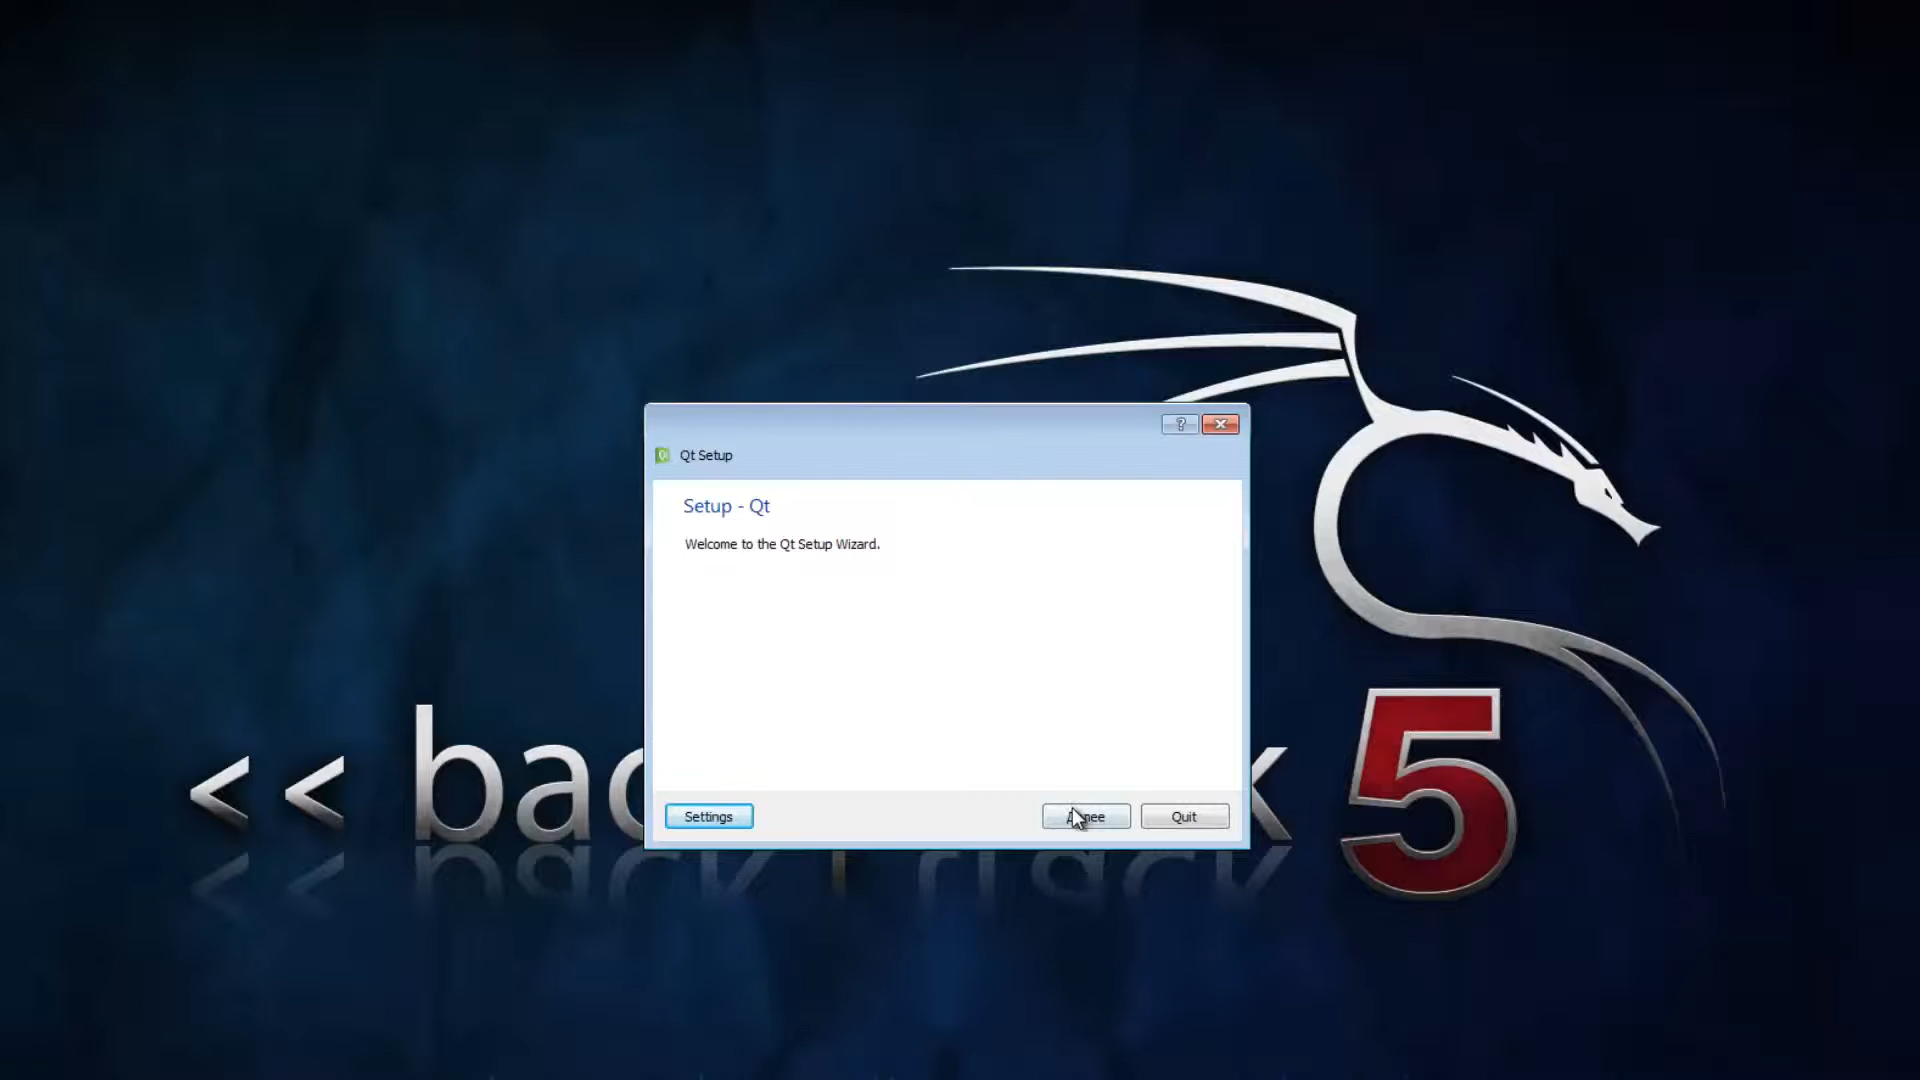 Qt Setup
Setup - Qt
Welcome to the Qt Setup Wizard.
<< 5
Settings
Quit